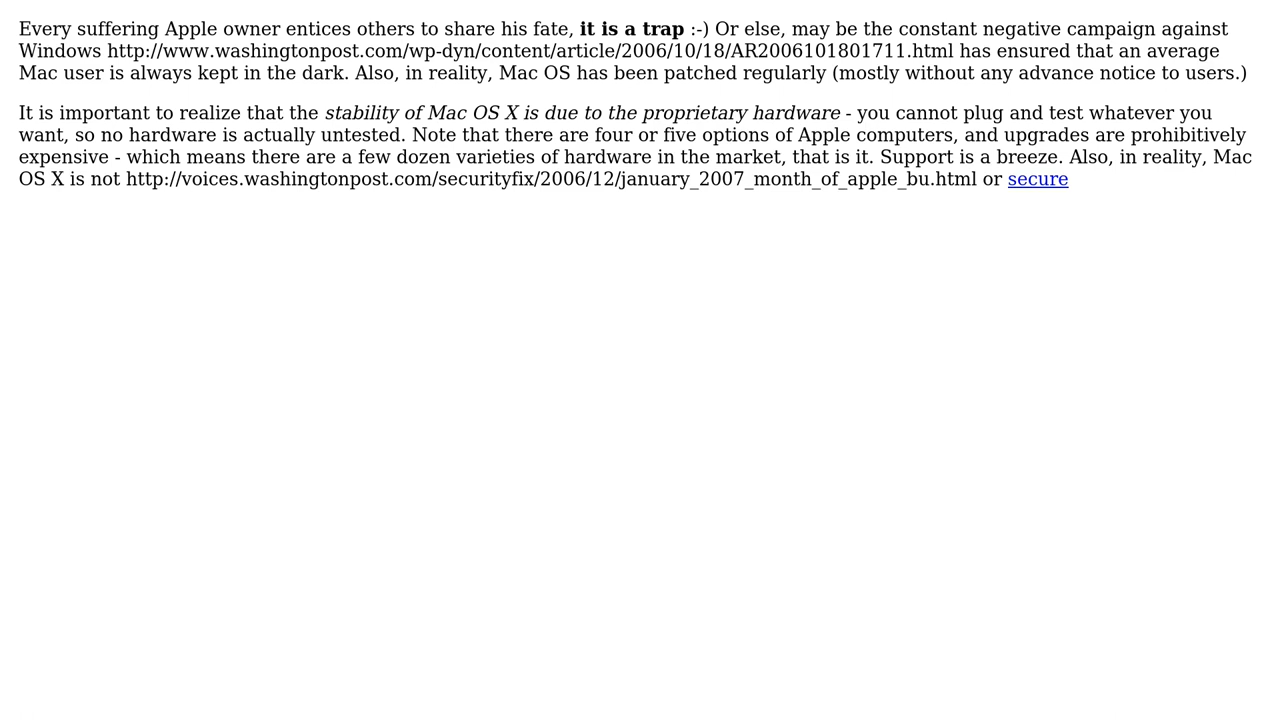 Every suffering Apple owner entices others to share his fate, it is a trap :-) Or else, may be the constant negative campaign against
Windows http://www.washingtonpost.com/wp-dyn/content/article/2006/10/18/AR2006101801711.html has ensured that an average
Mac user is always kept in the dark. Also, in reality, Mac OS has been patched regularly (mostly without any advance notice to users.)
It is important to realize that the stability of Mac OS X is due to the proprietary hardware - you cannot plug and test whatever you
want, so no hardware is actually untested. Note that there are four or five options of Apple computers, and upgrades are prohibitively
expensive - which means there are a few dozen varieties of hardware in the market, that is it. Support is a breeze. Also, in reality, Mac
OS X is not http://voices.washingtonpost.com/securityfix/2006/12/january_2007_month_of_apple_bu.html or secure